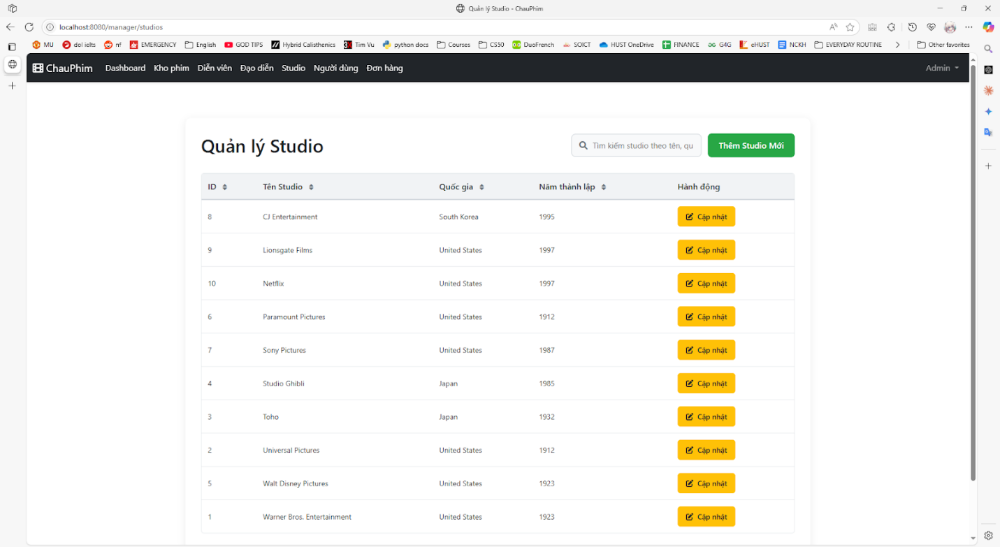 Quản lý Studio - ChauPhim
localhost:8080/manager/studios
MU dol ielts nf EMERGENCY English GOD TIPS Hybrid Calisthenics Tim Vu python docs Courses CS50 DuoFrench SOICT HUST OneDrive FINANCE G4G eHUST NCKH EVERYDAY ROUTINE Other favorites
ChauPhim Dashboard Kho phim Diễn viên Đạo diễn Studio Người dùng Đơn hàng Admin
Quản lý Studio Tìm kiếm studio theo tên, qu Thêm Studio Mới
ID Tên Studio Quốc gia Năm thành lập Hành động
8 CJ Entertainment South Korea 1995 Cập nhật
9 Lionsgate Films United States 1997 Cập nhật
10 Netflix United States 1997 Cập nhật
6 Paramount Pictures United States 1912 Cập nhật
7 Sony Pictures United States 1987 Cập nhật
4 Studio Ghibli Japan 1985 Cập nhật
3 Toho Japan 1932 Cập nhật
2 Universal Pictures United States 1912 Cập nhật
5 Walt Disney Pictures United States 1923 Cập nhật
1 Warner Bros. Entertainment United States 1923 Cập nhật